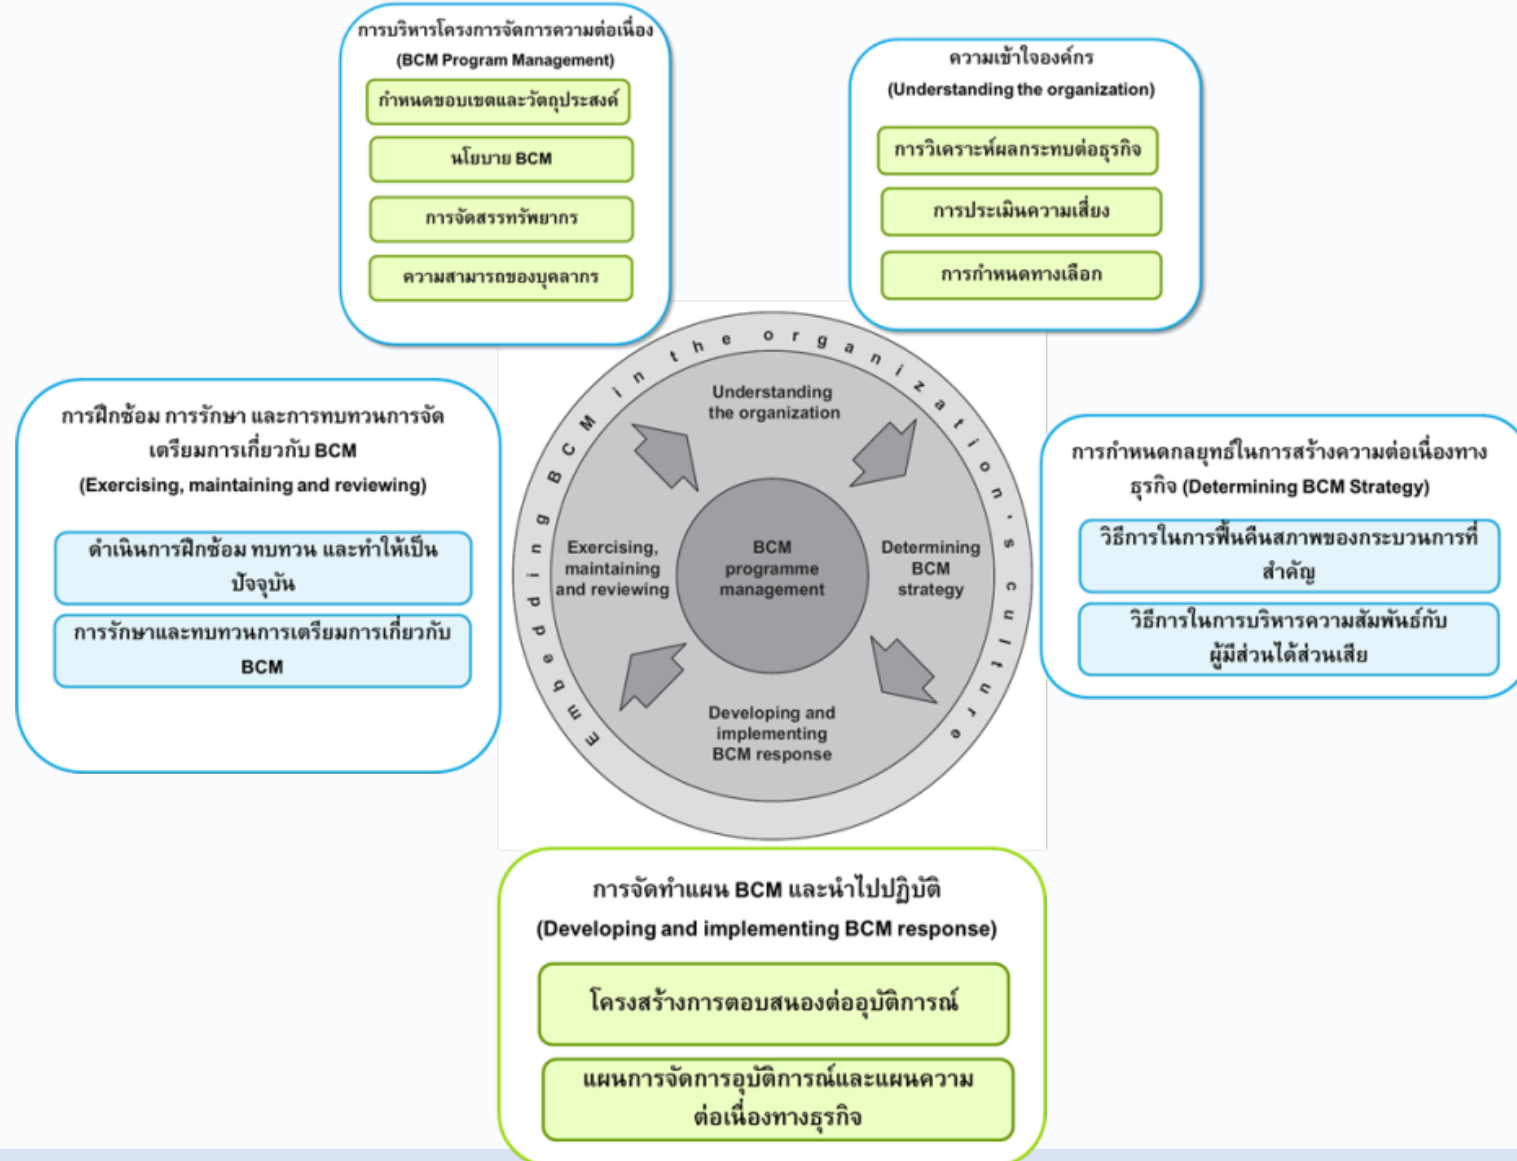 การบริหารโครงการจัดการความต่อเนื่อง
(BCM Program Management)
กำหนดขอบเขตและวัตถุประสงค์
นโยบาย BCM
การจัดสรรทรัพยากร
ความสามารถของบุคลากร
ความเข้าใจองค์กร
(Understanding the organization)
การวิเคราะห์ผลกระทบต่อธุรกิจ
การประเมินความเสี่ยง
การกำหนดทางเลือก
การฝึกซ้อม การรักษา และการทบทวนการจัด
เตรียมการเกี่ยวกับ BCM
(Exercising, maintaining and reviewing)
ดำเนินการฝึกซ้อม ทบทวน และทำให้เป็น
ปัจจุบัน
การรักษาและทบทวนการเตรียมการเกี่ยวกับ
BCM
Embedding BCM in the organization's culture
Understanding
the organization
Exercising,
maintaining
and reviewing
BCM
programme
management
Determining
BCM
strategy
Developing and
implementing
BCM response
การกำหนดกลยุทธ์ในการสร้างความต่อเนื่องทาง
ธุรกิจ (Determining BCM Strategy)
วิธีการในการฟื้นคืนสภาพของกระบวนการที่
สำคัญ
วิธีการในการบริหารความสัมพันธ์กับ
ผู้มีส่วนได้ส่วนเสีย
การจัดทำแผน BCM และนำไปปฏิบัติ
(Developing and implementing BCM response)
โครงสร้างการตอบสนองต่ออุบัติการณ์
แผนการจัดการอุบัติการณ์และแผนความ
ต่อเนื่องทางธุรกิจ